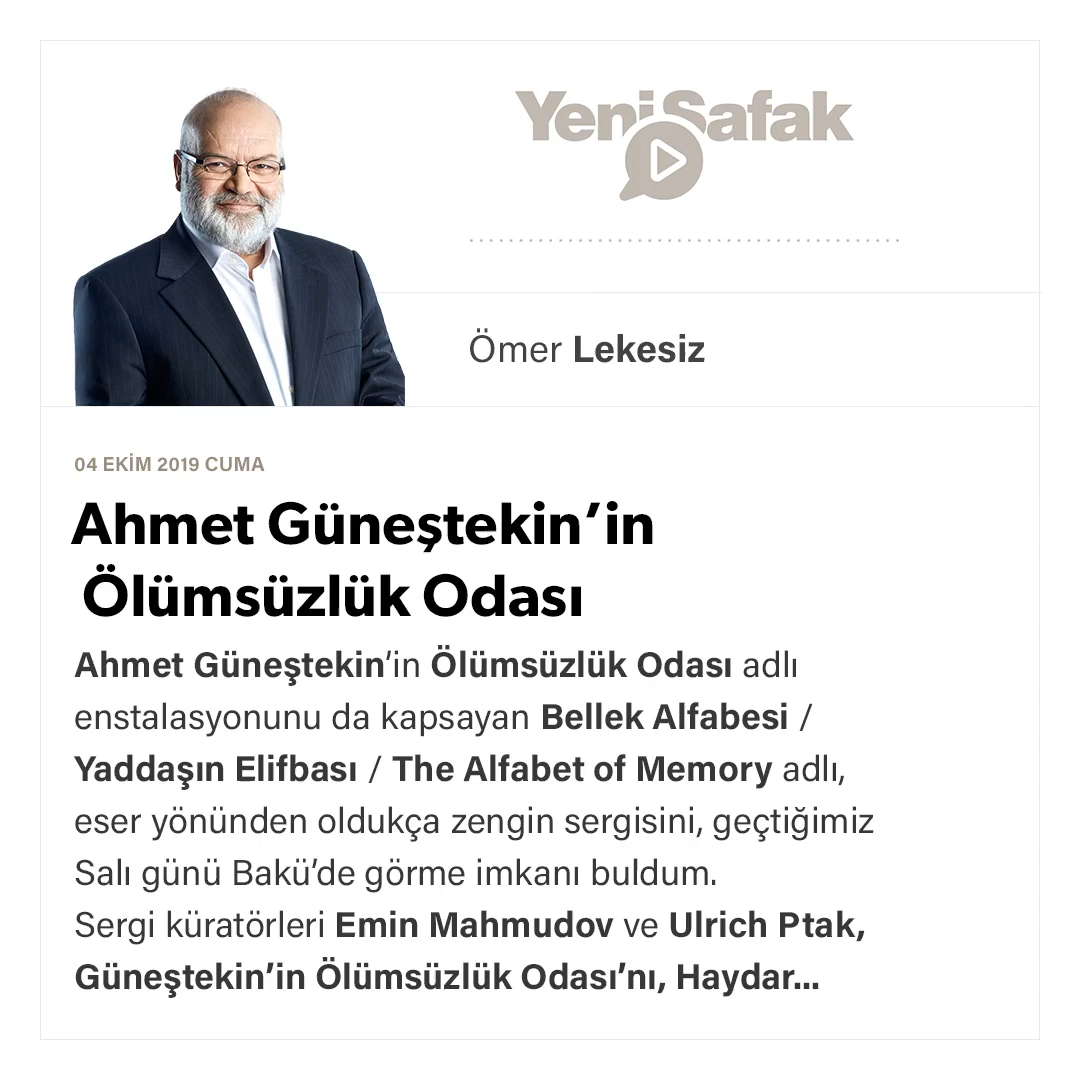 YeniSafak
Ömer Lekesiz
04 EKİM 2019 CUMA
Ahmet Güneştekin’in
Ölümsüzlük Odası
Ahmet Güneştekin’in Ölümsüzlük Odası adlı
enstalasyonunu da kapsayan Bellek Alfabesi /
Yaddaşın Elifbası / The Alfabet of Memory adlı,
eser yönünden oldukça zengin sergisini, geçtiğimiz
Salı günü Bakü’de görme imkanı buldum.
Sergi küratörleri Emin Mahmudov ve Ulrich Ptak,
Güneştekin’in Ölümsüzlük Odası’nı, Haydar...